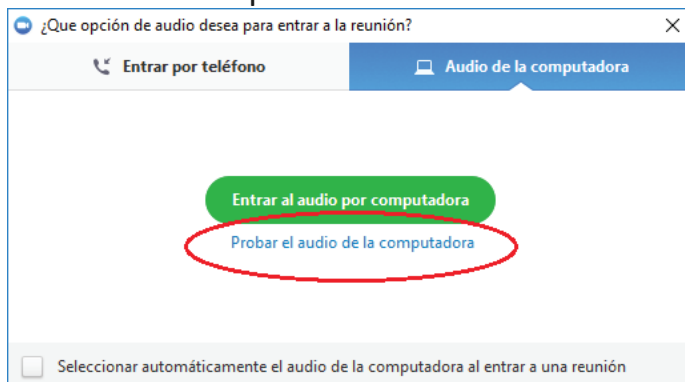 ¿Que opción de audio desea para entrar a la reunión?
Entrar por teléfono
Audio de la computadora
Entrar al audio por computadora
Probar el audio de la computadora
Seleccionar automáticamente el audio de la computadora al entrar a una reunión